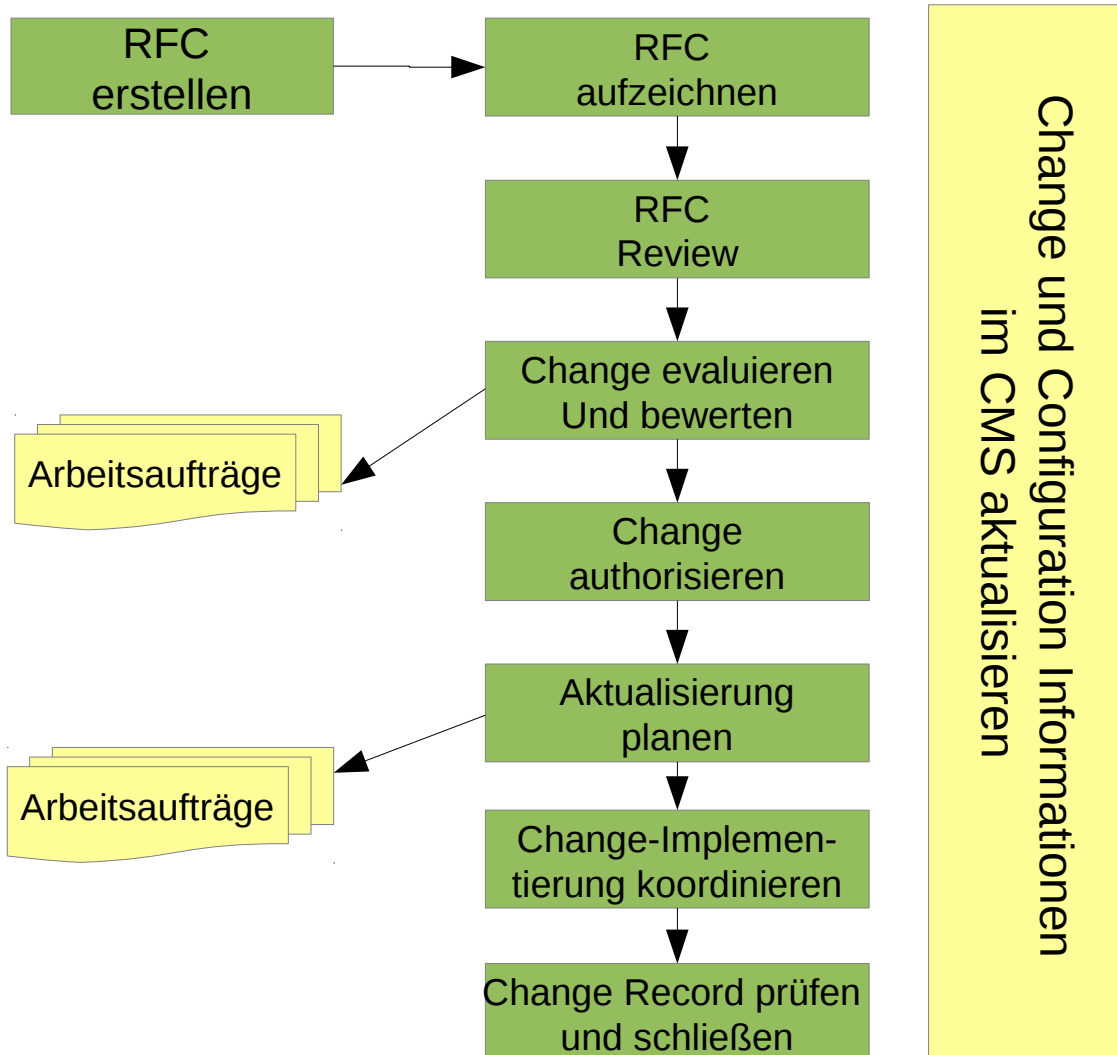 RFC
erstellen
RFC
aufzeichnen
RFC
Review
Change evaluieren
Und bewerten
Arbeitsaufträge
Change
authorisieren
Aktualisierung
planen
Arbeitsaufträge
Change-Implemen-
tierung koordinieren
Change Record prüfen
und schließen
Change und Configuration Informationen
im CMS aktualisieren